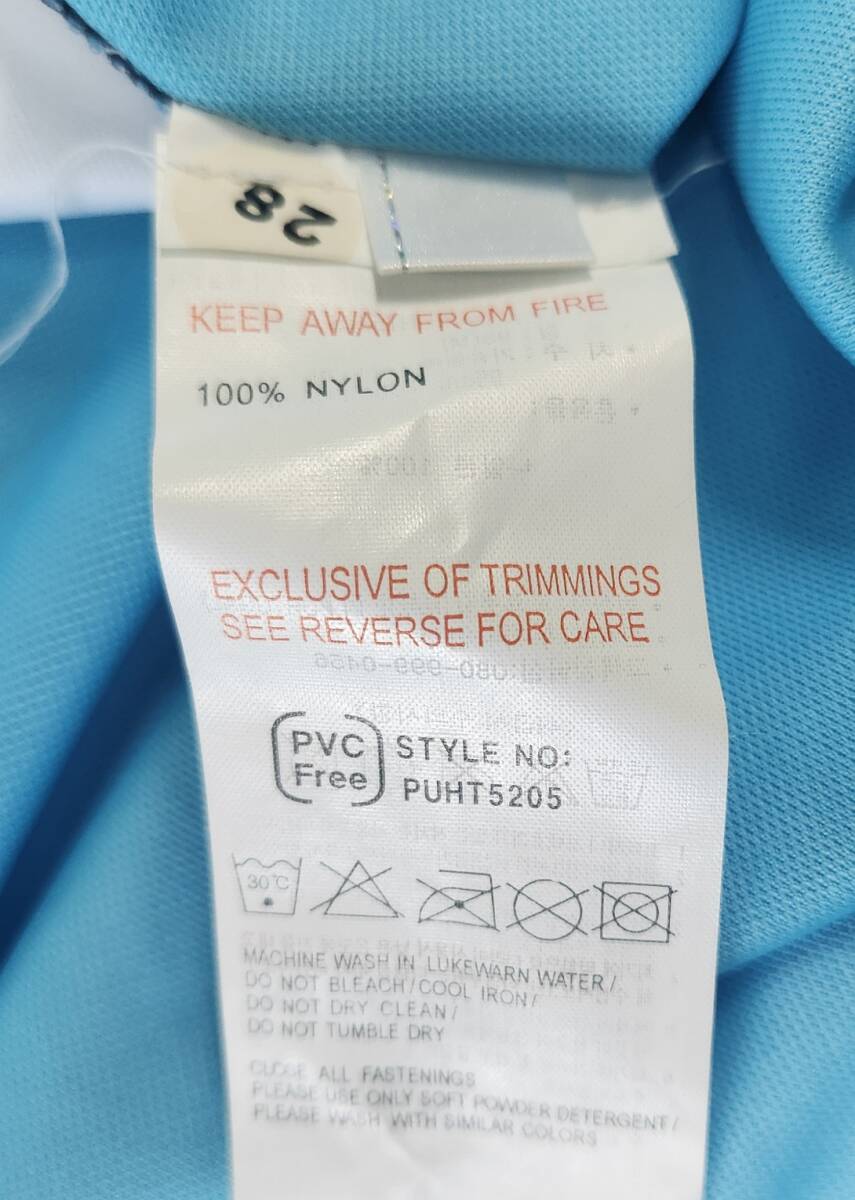 28
KEEP AWAY FROM FIRE
100% NYLON
EXCLUSIVE OF TRIMMINGS
SEE REVERSE FOR CARE
PVC Free
STYLE NO:
PUHT5205
30°C
MACHINE WASH IN LUKEWARN WATER/
DO NOT BLEACH/COOL IRON/
DO NOT DRY CLEAN/
DO NOT TUMBLE DRY
CLOSE ALL FASTENINGS
PLEASE USE ONLY SOFT POWDER DETERGENT/
PLEASE WASH WITH SIMILAR COLORS